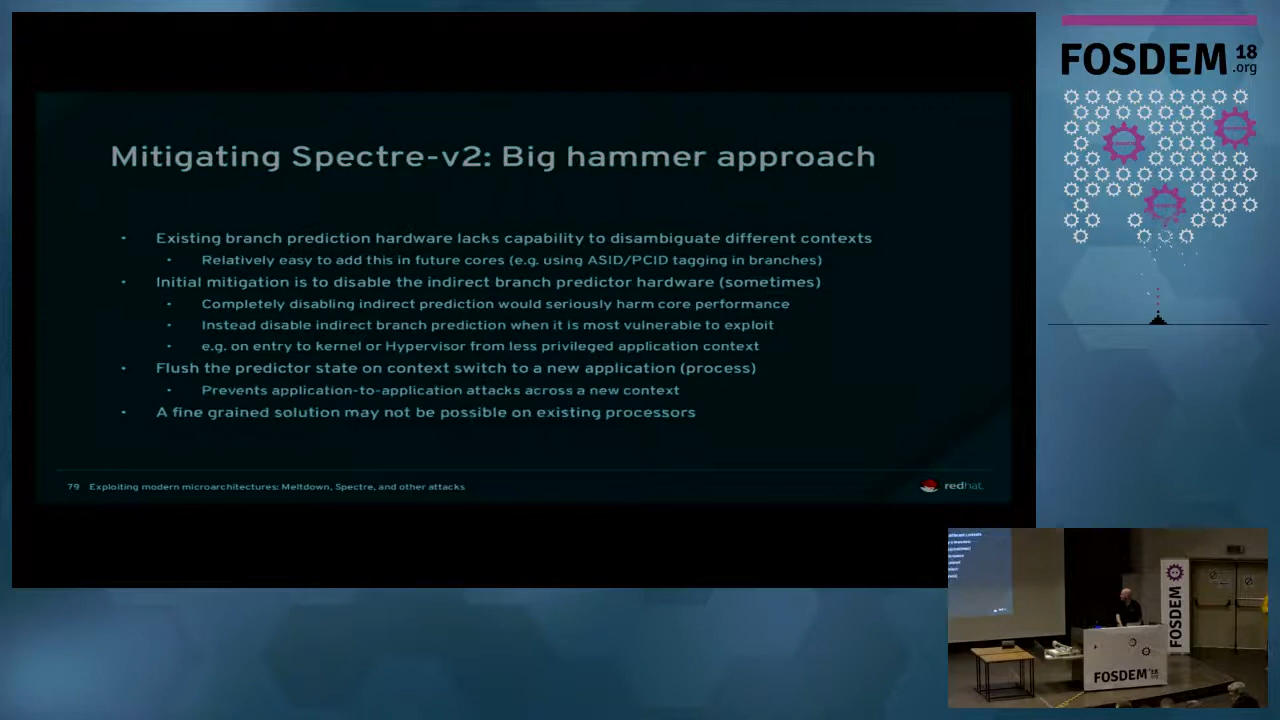 FOSDEM 18
.org
Mitigating Spectre-v2: Big hammer approach
• Existing branch prediction hardware lacks capability to disambiguate different contexts
• Relatively easy to add this in future cores (e.g. using ASID/PCID tagging in branches)
• Initial mitigation is to disable the indirect branch predictor hardware (sometimes)
• Completely disabling indirect prediction would seriously harm core performance
• Instead disable indirect branch prediction when it is most vulnerable to exploit
• e.g. on entry to kernel or Hypervisor from less privileged application context
• Flush the predictor state on context switch to a new application (process)
• Prevents application-to-application attacks across a new context
• A fine grained solution may not be possible on existing processors
79 Exploiting modern microarchitectures: Meltdown, Spectre, and other attacks
redhat.
FOSDEM
FOSDEM 18
.org